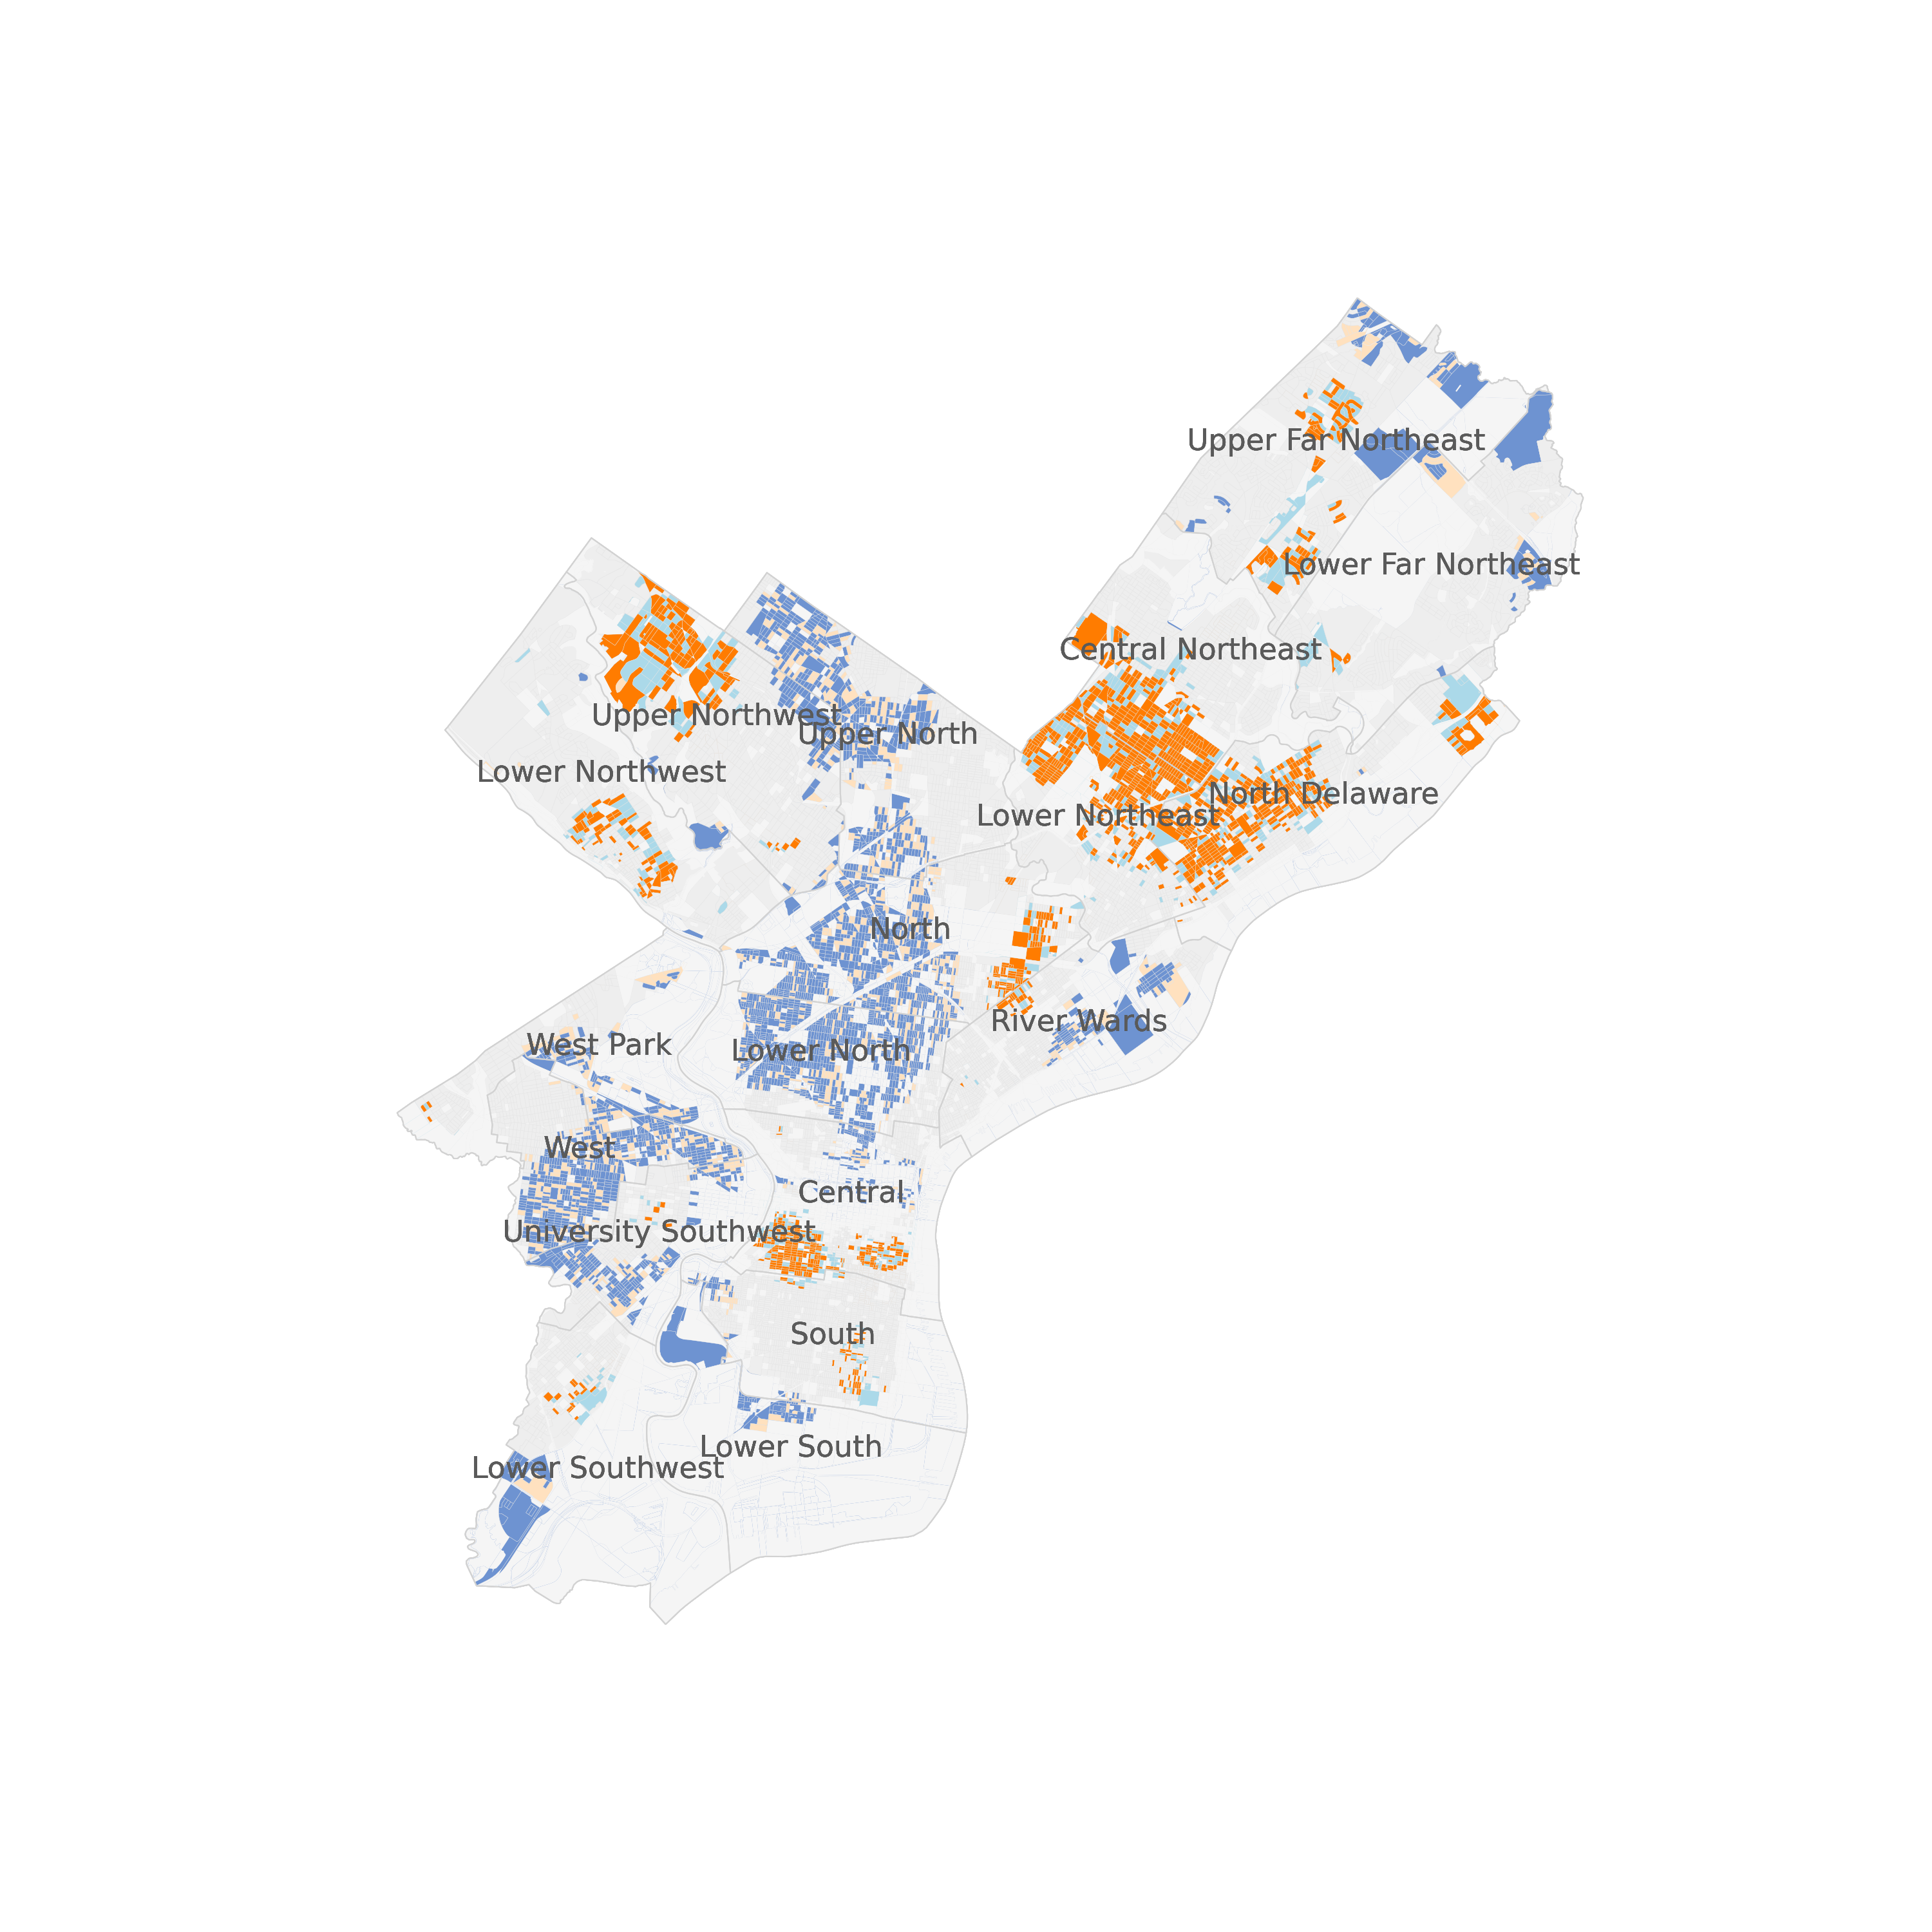 Upper Far Northeast
Lower Far Northeast
Central Northeast
Upper Northwest
Upper North
Lower Northwest
North Delaware
Lower Northeast
North
River Wards
West Park
Lower North
West
Central
University Southwest
South
Lower South
Lower Southwest